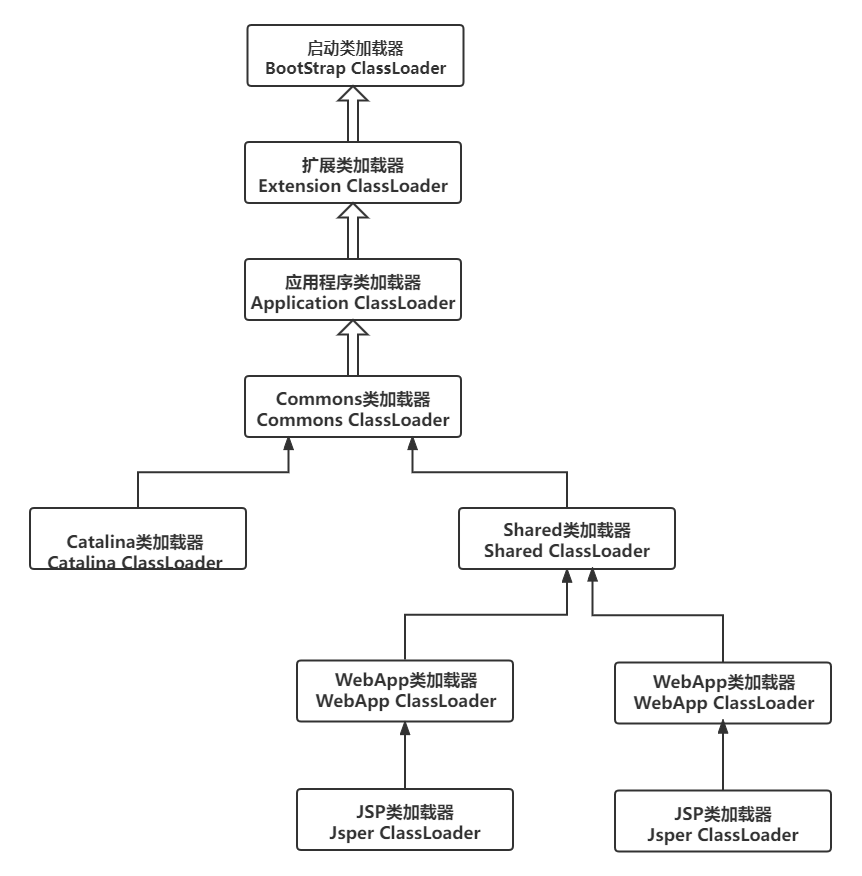 启动类加载器
BootStrap ClassLoader
扩展类加载器
Extension ClassLoader
应用程序类加载器
Application ClassLoader
Commons类加载器
Commons ClassLoader
Catalina类加载器
Catalina ClassLoader
Shared类加载器
Shared ClassLoader
WebApp类加载器
WebApp ClassLoader
WebApp类加载器
WebApp ClassLoader
JSP类加载器
Jsper ClassLoader
JSP类加载器
Jsper ClassLoader